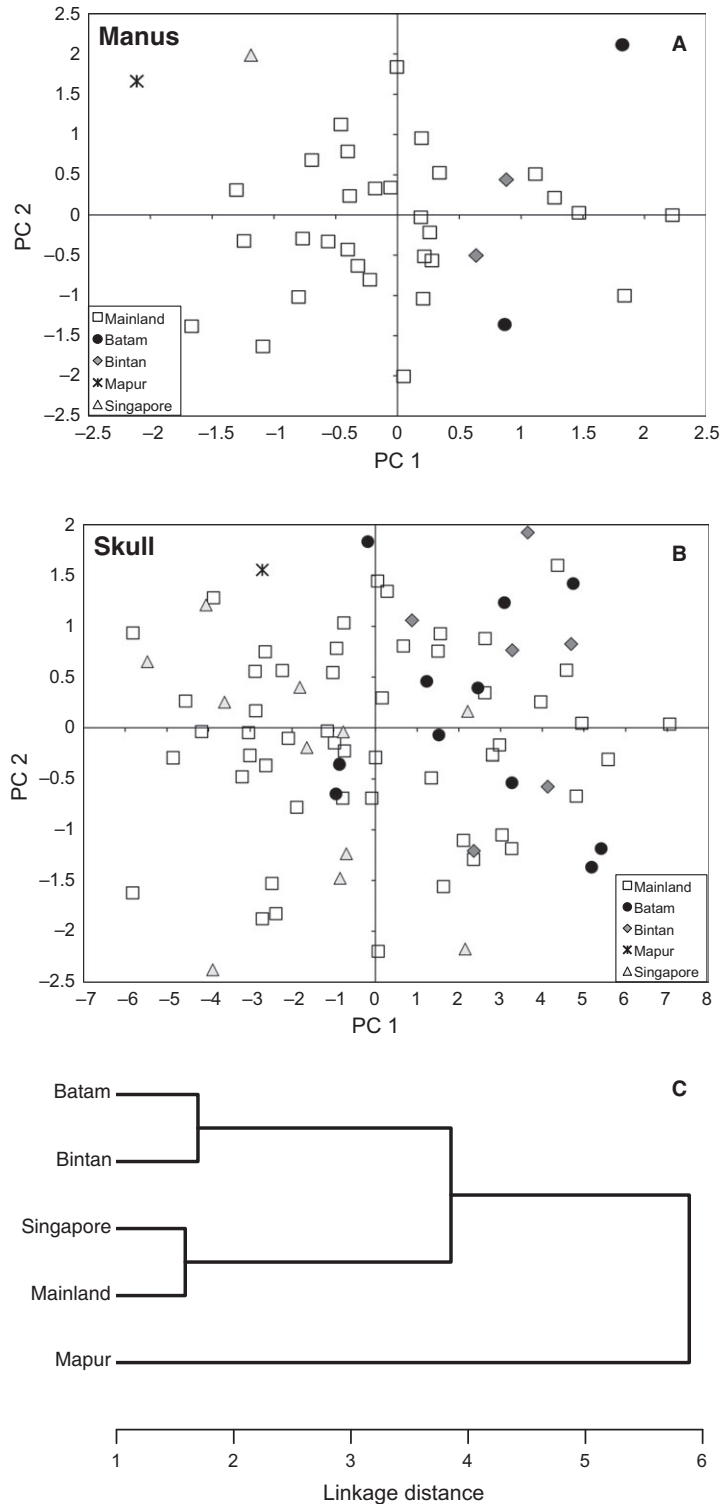 Manus
A
2.5
2
1.5
1
0.5
0
–0.5
–1
–1.5
–2
–2.5
PC 2
Mainland
Batam
Bintan
Mapur
Singapore
–2.5 –2 –1.5 –1 –0.5 0 0.5 1 1.5 2 2.5
PC 1
Skull
B
2
1.5
1
0.5
0
–0.5
–1
–1.5
–2
–2.5
PC 2
Mainland
Batam
Bintan
Mapur
Singapore
–7 –6 –5 –4 –3 –2 –1 0 1 2 3 4 5 6 7 8
PC 1
C
Batam
Bintan
Singapore
Mainland
Mapur
1 2 3 4 5 6
Linkage distance